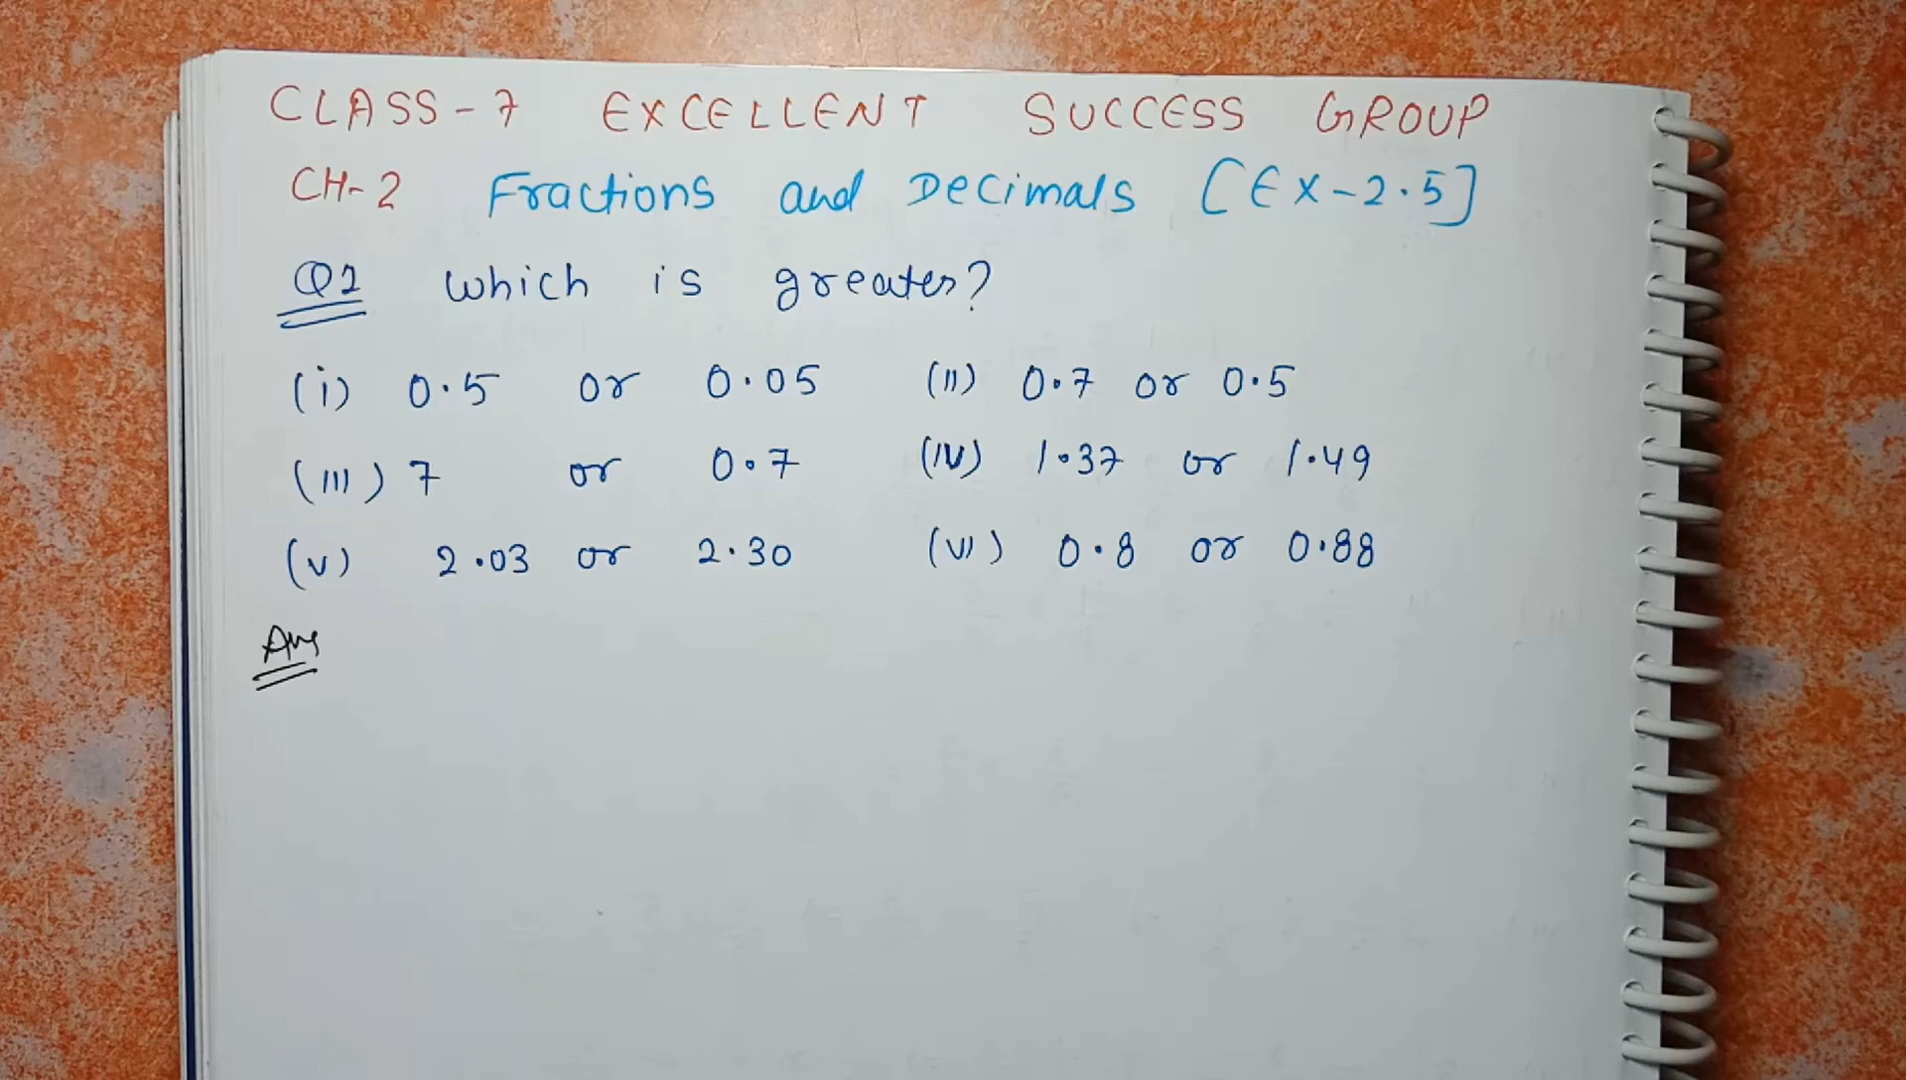 CLASS-7 EXCELLENT SUCCESS GROUP
CH-2 Fractions and Decimals [EX-2.5]
Q1 which is greater?
(i) 0.5 or 0.05 (II) 0.7 or 0.5
(III) 7 or 0.7 (IV) 1.37 or 1.49
(v) 2.03 or 2.30 (VI) 0.8 or 0.88
Ans